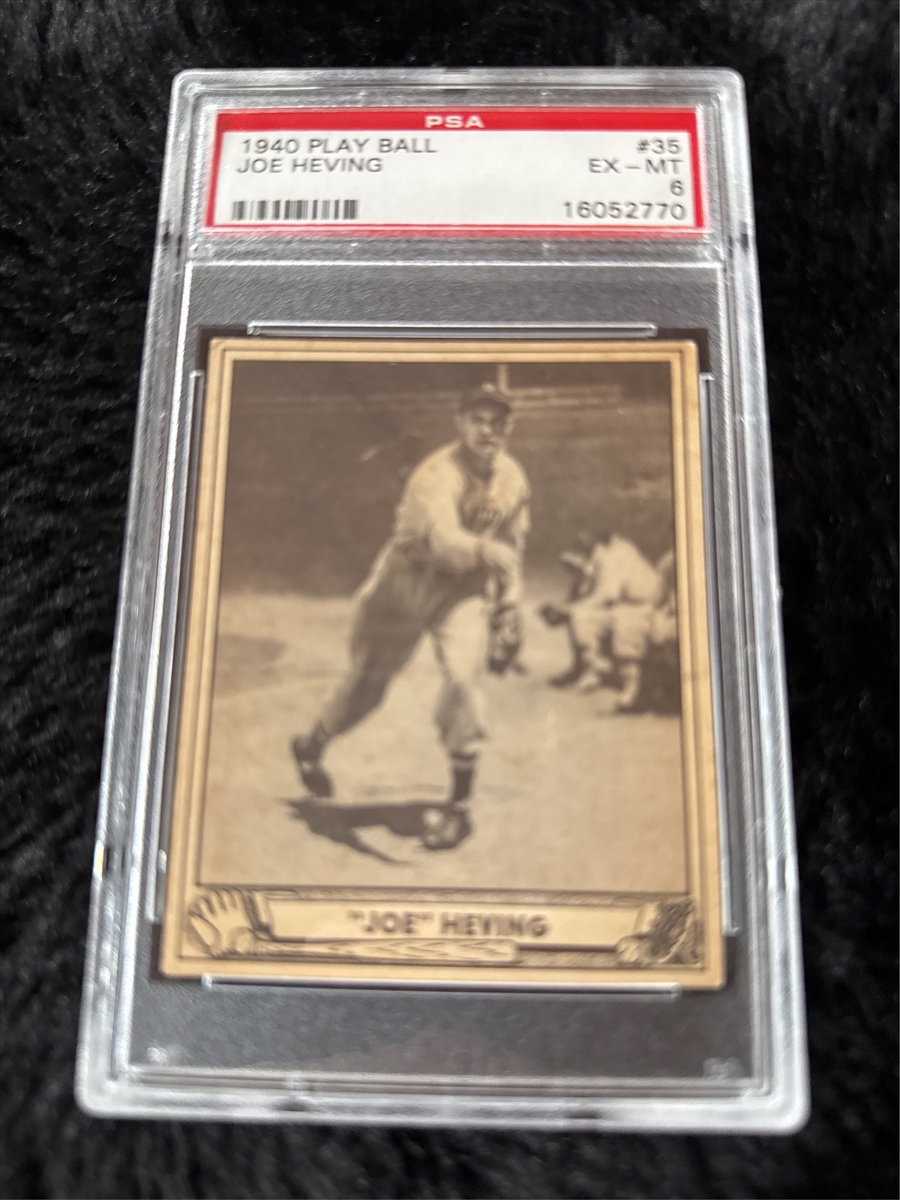 PSA
1940 PLAY BALL #35
JOE HEVING EX-MT
6
16052770
"JOE" HEVING